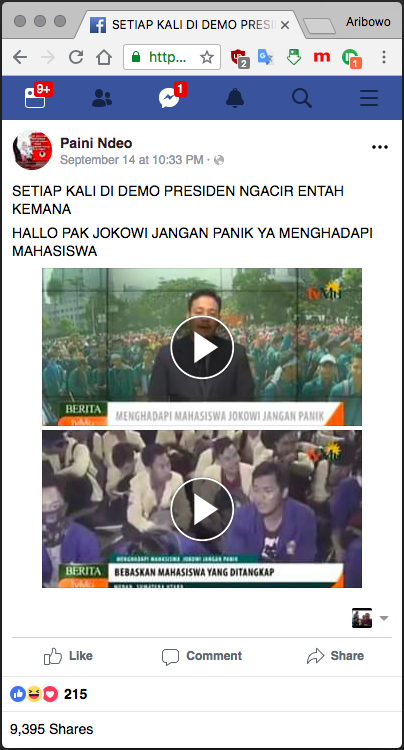 SETIAP KALI DI DEMO PRESI
Aribowo
http...
2
1
9+
1
Paini Ndeo
September 14 at 10:33 PM ·
SETIAP KALI DI DEMO PRESIDEN NGACIR ENTAH
KEMANA
HALLO PAK JOKOWI JANGAN PANIK YA MENGHADAPI
MAHASISWA
tvMu
BERITA
MENGHADAPI MAHASISWA JOKOWI JANGAN PANIK
tvMu
MENGHADAPI MAHASISWA JOKOWI JANGAN PANIK
BERITA
BEBASKAN MAHASISWA YANG DITANGKAP
tvMu
MEDAN, SUMATERA UTARA
Like
Comment
Share
215
9,395 Shares